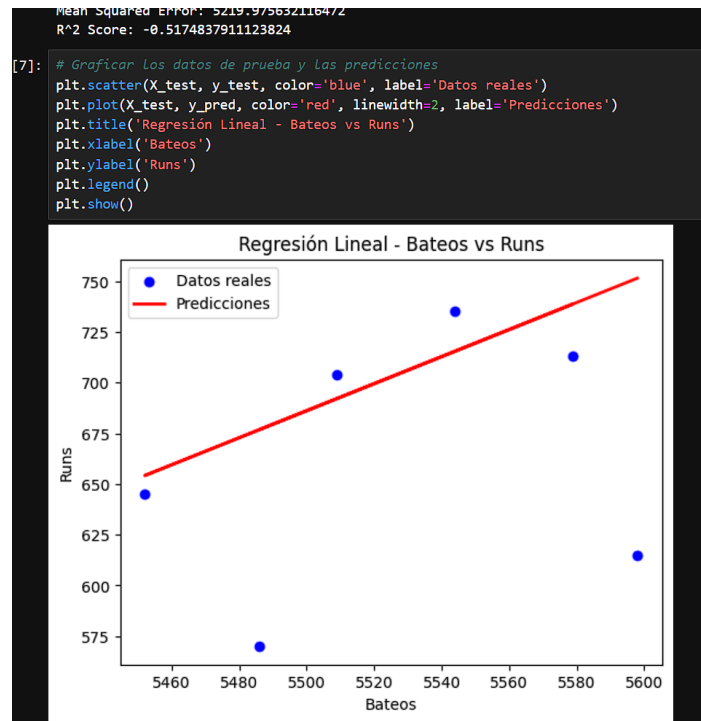 Mean Squared Error: 5219.975632116472
R^2 Score: -0.5174837911123824
[7]: # Graficar los datos de prueba y las predicciones
plt.scatter(X_test, y_test, color='blue', label='Datos reales')
plt.plot(X_test, y_pred, color='red', linewidth=2, label='Predicciones')
plt.title('Regresión Lineal - Bateos vs Runs')
plt.xlabel('Bateos')
plt.ylabel('Runs')
plt.legend()
plt.show()
Regresión Lineal - Bateos vs Runs
Datos reales
Predicciones
750
725
700
675
650
625
600
575
Runs
5460 5480 5500 5520 5540 5560 5580 5600
Bateos